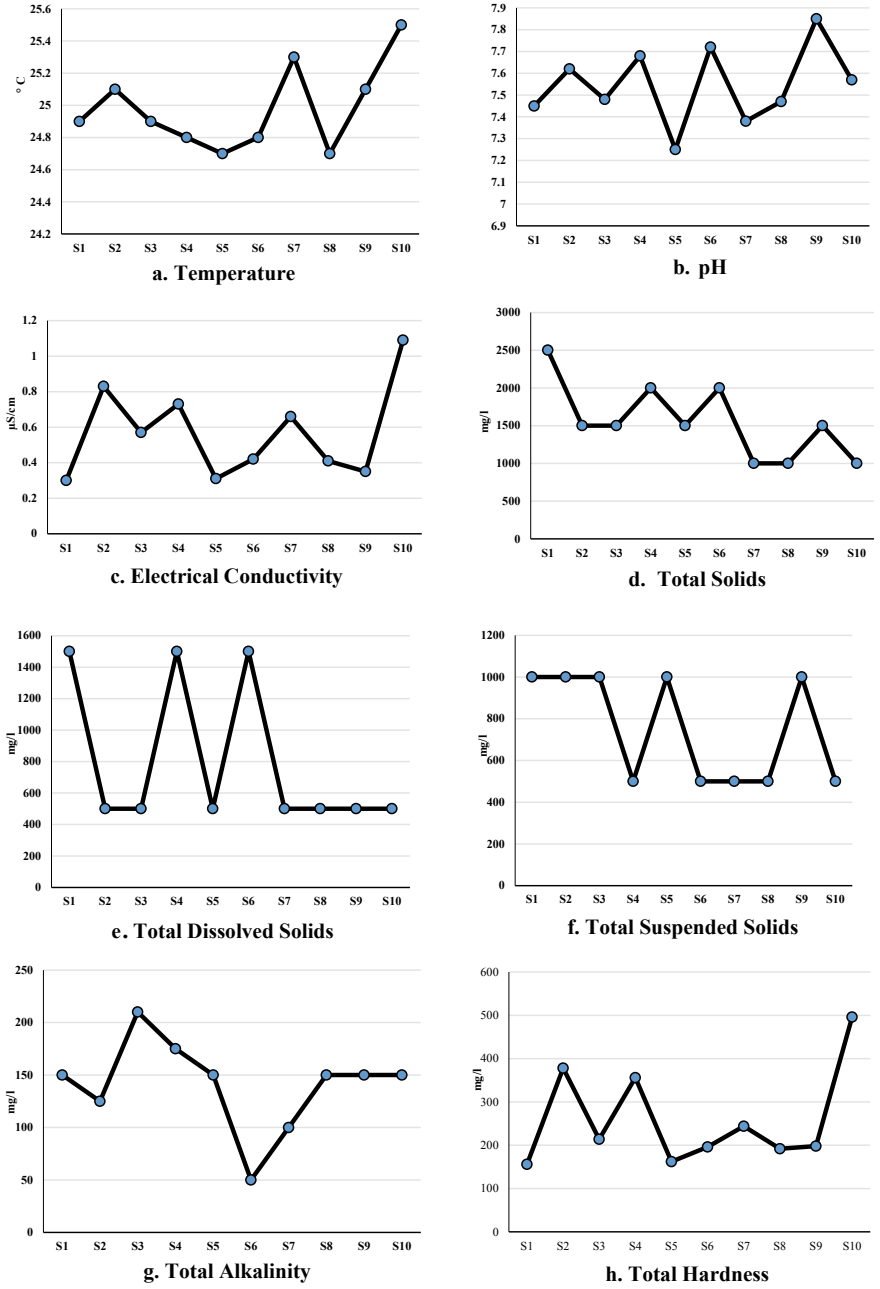 25.6
25.4
25.2
25
24.8
24.6
24.4
24.2
° C
S1 S2 S3 S4 S5 S6 S7 S8 S9 S10
a. Temperature
7.9
7.8
7.7
7.6
7.5
7.4
7.3
7.2
7.1
7
6.9
S1 S2 S3 S4 S5 S6 S7 S8 S9 S10
b. pH
1.2
1
0.8
0.6
0.4
0.2
0
µS/cm
S1 S2 S3 S4 S5 S6 S7 S8 S9 S10
c. Electrical Conductivity
3000
2500
2000
1500
1000
500
0
mg/l
S1 S2 S3 S4 S5 S6 S7 S8 S9 S10
d. Total Solids
1600
1400
1200
1000
800
600
400
200
0
mg/l
S1 S2 S3 S4 S5 S6 S7 S8 S9 S10
e. Total Dissolved Solids
1200
1000
800
600
400
200
0
mg/l
S1 S2 S3 S4 S5 S6 S7 S8 S9 S10
f. Total Suspended Solids
250
200
150
100
50
0
mg/l
S1 S2 S3 S4 S5 S6 S7 S8 S9 S10
g. Total Alkalinity
600
500
400
300
200
100
0
mg/l
S1 S2 S3 S4 S5 S6 S7 S8 S9 S10
h. Total Hardness